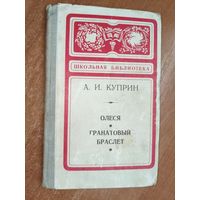 ШКОЛЬНАЯ БИБЛИОТЕКА
А. И. КУПРИН
ОЛЕСЯ
ГРАНАТОВЫЙ
БРАСЛЕТ